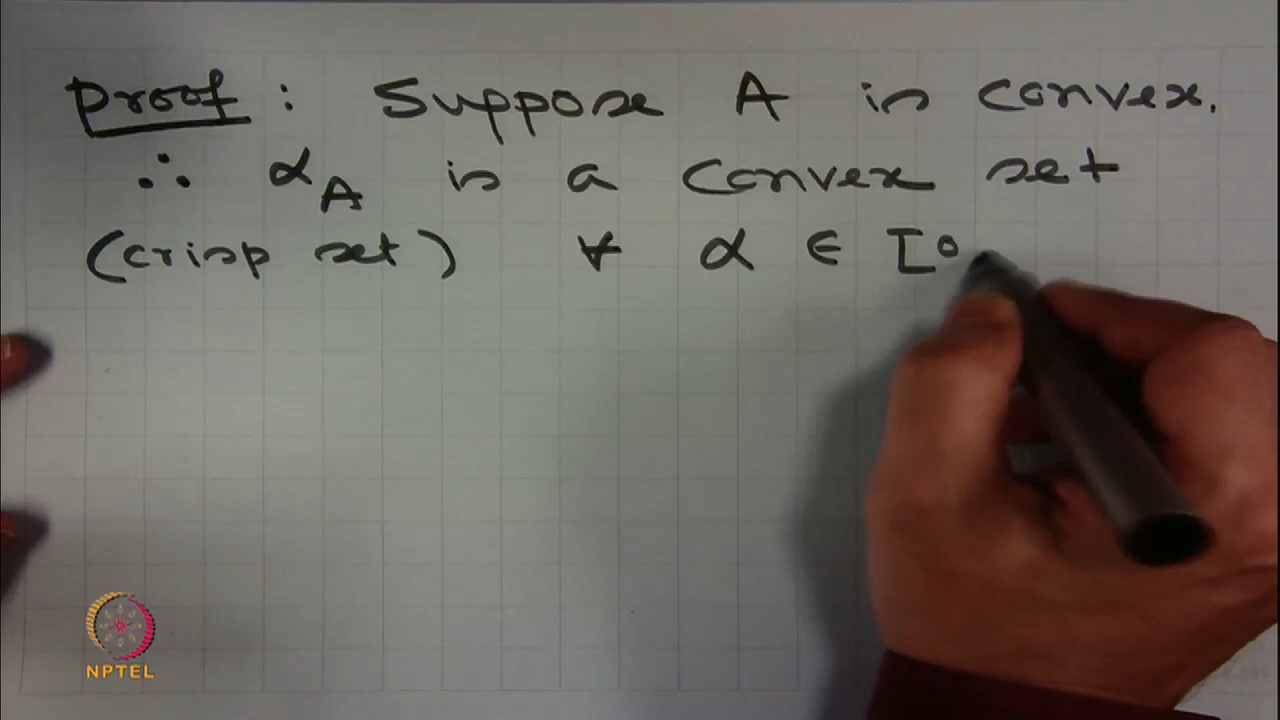 Proof : Suppose A is convex.
∴ αA is a convex set
(crisp set) ∀ α ∈ [0
NPTEL